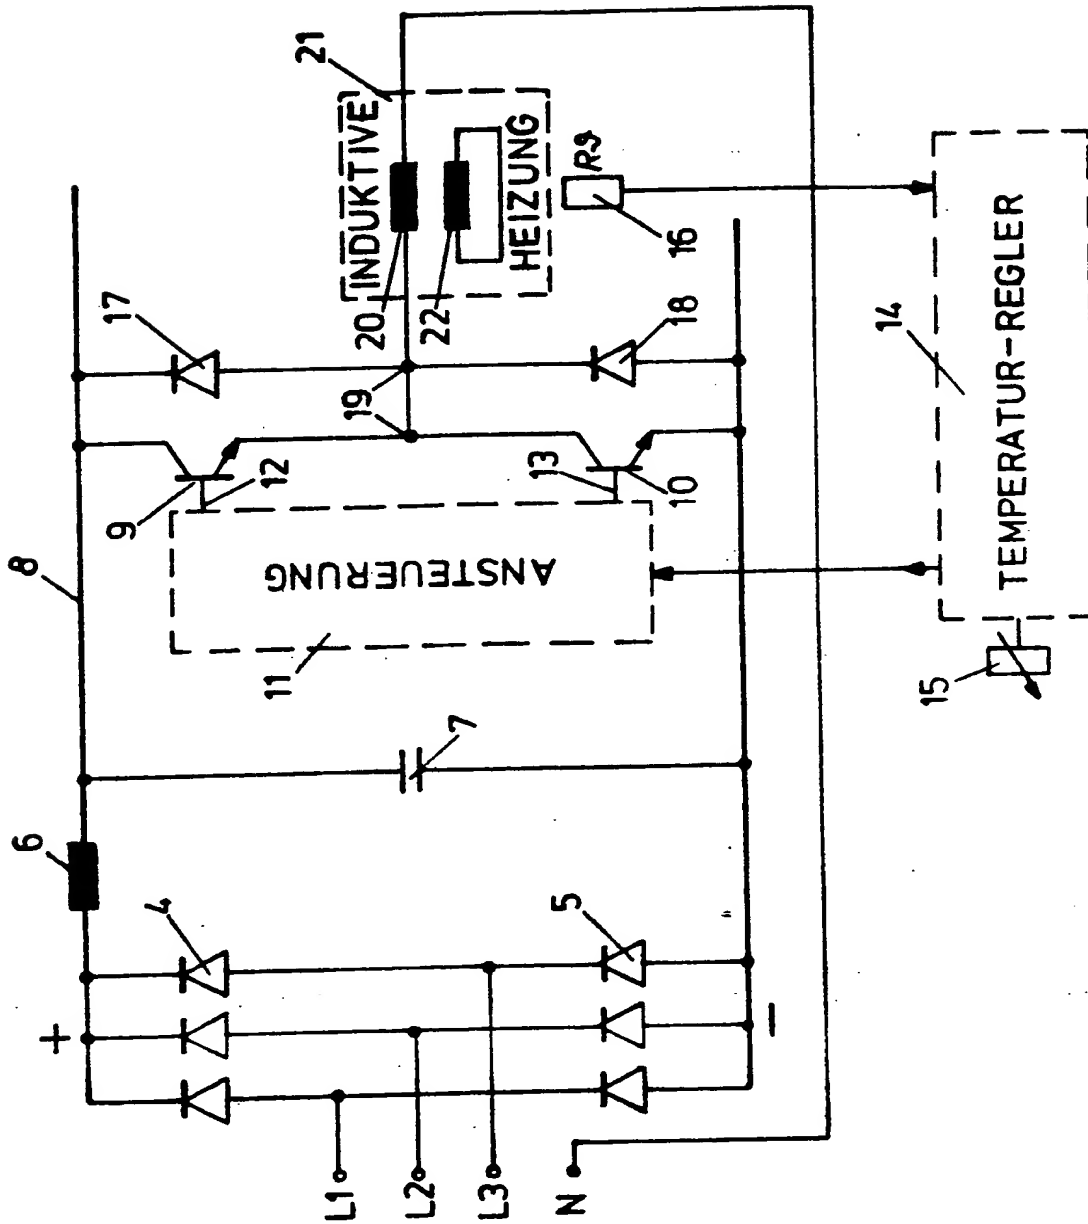 21
INDUKTIVE
HEIZUNG
20
22
Rϑ
16
17
18
19
8
9
12
13
10
ANSTEUERUNG
11
14
TEMPERATUR-REGLER
15
7
6
4
5
+
−
L1
L2
L3
N